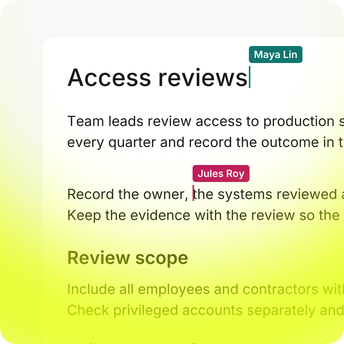 Maya Lin
Access reviews
Team leads review access to production
every quarter and record the outcome in
Jules Roy
Record the owner, the systems reviewed
Keep the evidence with the review so the
Review scope
Include all employees and contractors
Check privileged accounts separately and